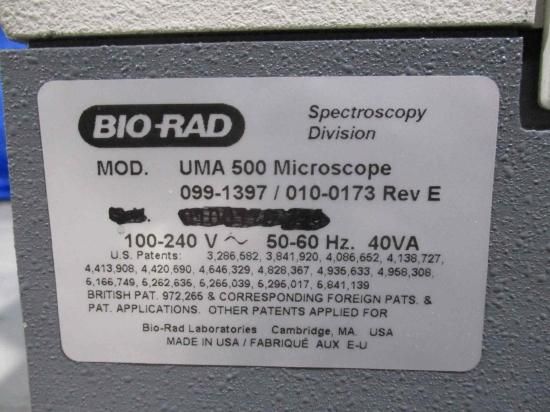 BIO-RAD
Spectroscopy
Division
MOD. UMA 500 Microscope
099-1397 / 010-0173 Rev E
100-240 V ~ 50-60 Hz. 40VA
U.S. Patents: 3,286,582, 3,841,920, 4,086,652, 4,138,727,
4,413,908, 4,420,690, 4,646,329, 4,828,367, 4,935,633, 4,958,308,
5,166,749, 5,262,635, 5,266,039, 5,295,017, 5,841,139
BRITISH PAT. 972,265 & CORRESPONDING FOREIGN PATS. &
PAT. APPLICATIONS. OTHER PATENTS APPLIED FOR
Bio-Rad Laboratories Cambridge, MA. USA
MADE IN USA / FABRIQUÉ AUX E-U